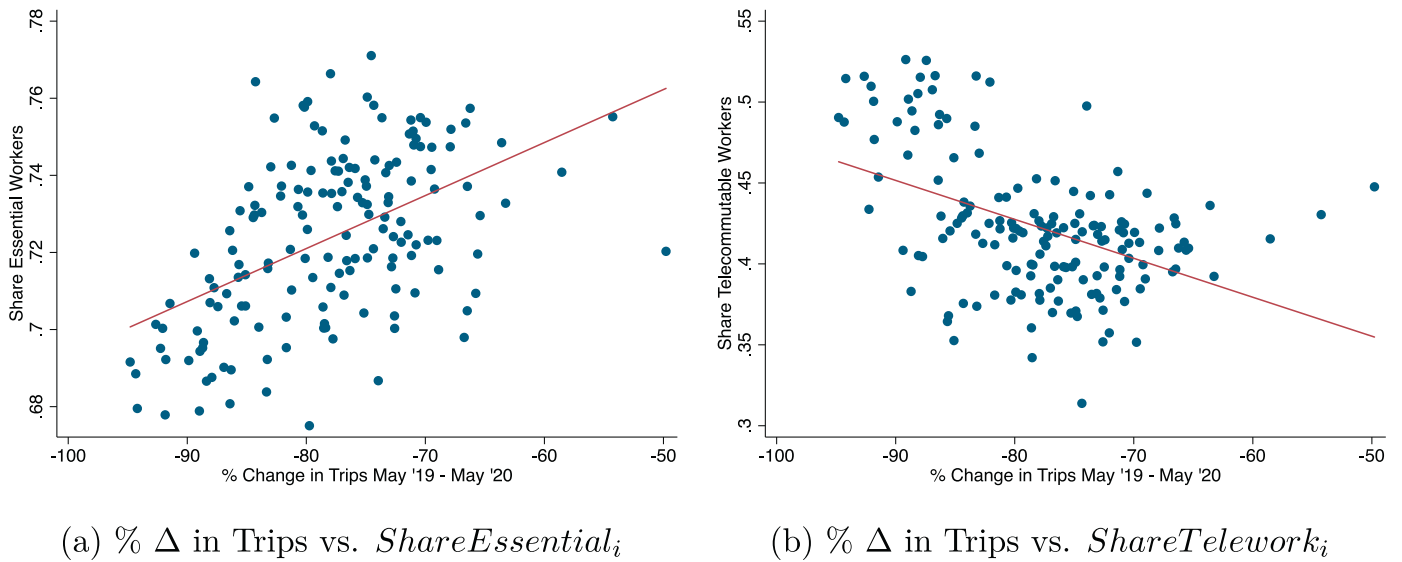 .78
.76
.74
.72
.7
.68
Share Essential Workers
-100 -90 -80 -70 -60 -50
% Change in Trips May '19 - May '20
(a) % Δ in Trips vs. ShareEssentialᵢ
.55
.5
.45
.4
.35
.3
Share Telecommutable Workers
-100 -90 -80 -70 -60 -50
% Change in Trips May '19 - May '20
(b) % Δ in Trips vs. ShareTeleworkᵢ